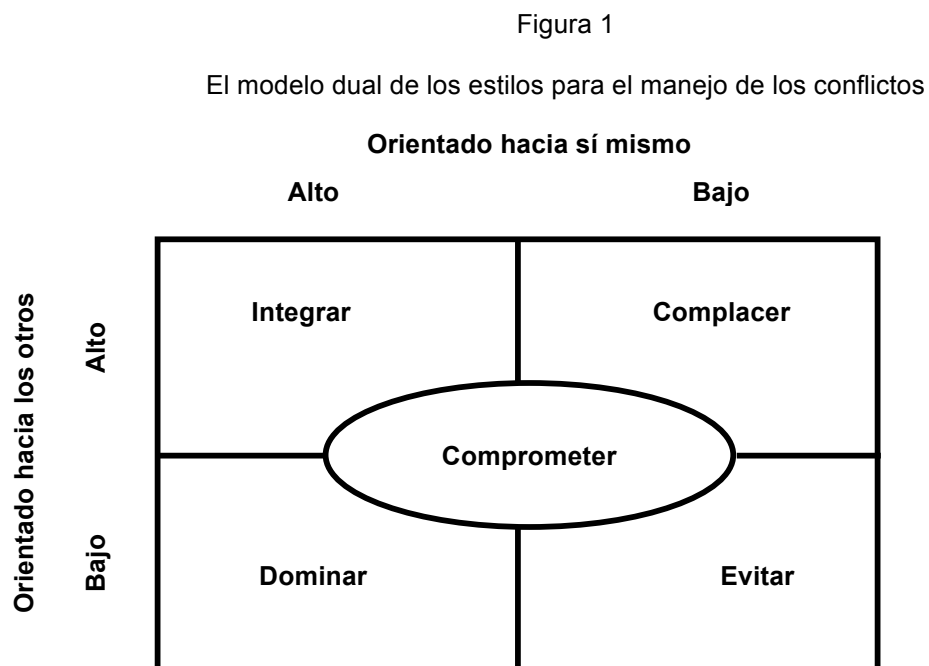 Figura 1
El modelo dual de los estilos para el manejo de los conflictos
Orientado hacia sí mismo
Alto Bajo
Orientado hacia los otros
Alto
Integrar Complacer
Comprometer
Bajo
Dominar Evitar